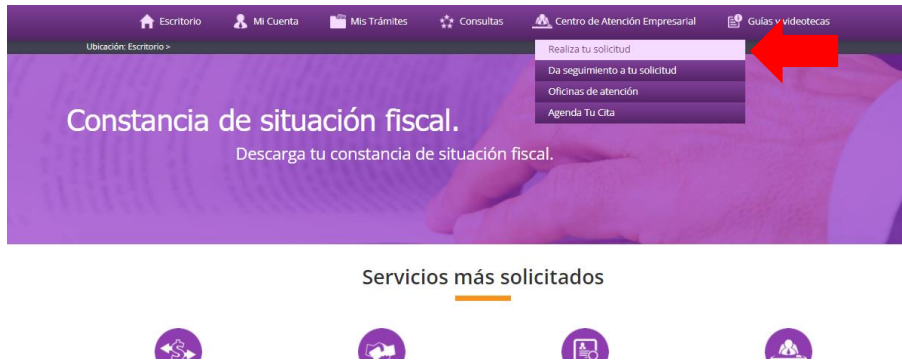 Escritorio Mi Cuenta Mis Trámites Consultas Centro de Atención Empresarial Guías y videotecas
Ubicación: Escritorio >
Realiza tu solicitud
Da seguimiento a tu solicitud
Oficinas de atención
Agenda Tu Cita
Constancia de situación fiscal.
Descarga tu constancia de situación fiscal.
Servicios más solicitados